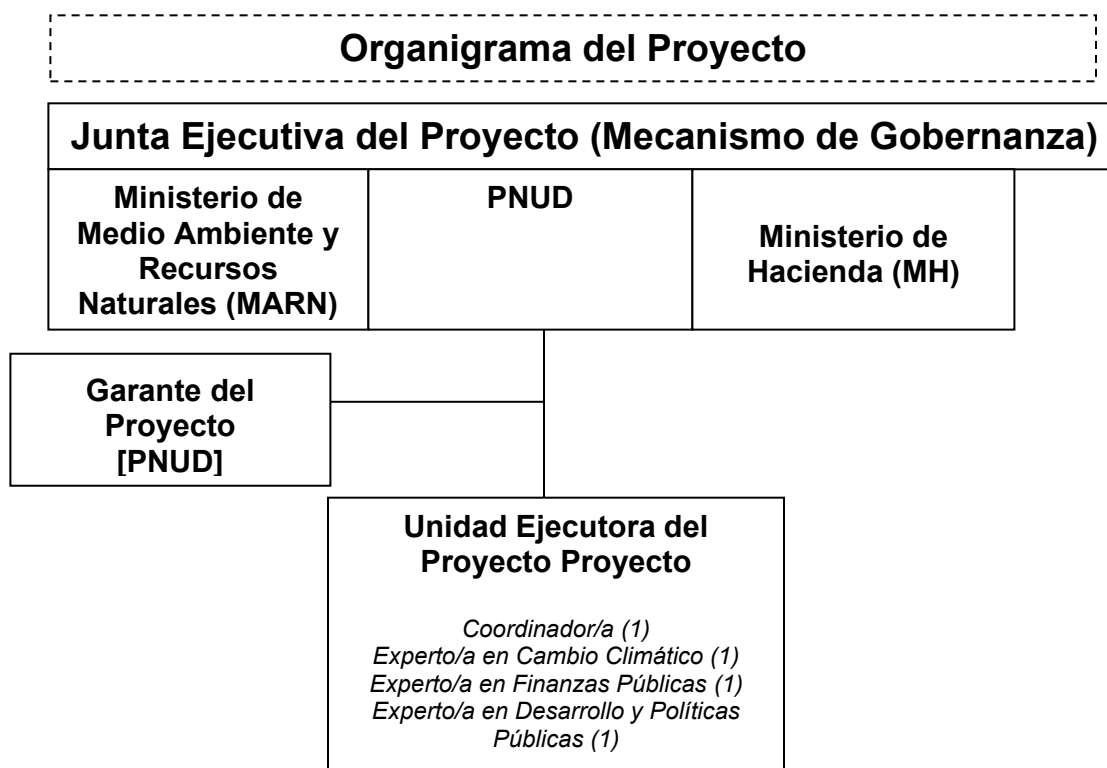 Organigrama del Proyecto
Junta Ejecutiva del Proyecto (Mecanismo de Gobernanza)
Ministerio de
Medio Ambiente y
Recursos
Naturales (MARN)
PNUD
Ministerio de
Hacienda (MH)
Garante del
Proyecto
[PNUD]
Unidad Ejecutora del
Proyecto Proyecto
Coordinador/a (1)
Experto/a en Cambio Climático (1)
Experto/a en Finanzas Públicas (1)
Experto/a en Desarrollo y Políticas
Públicas (1)